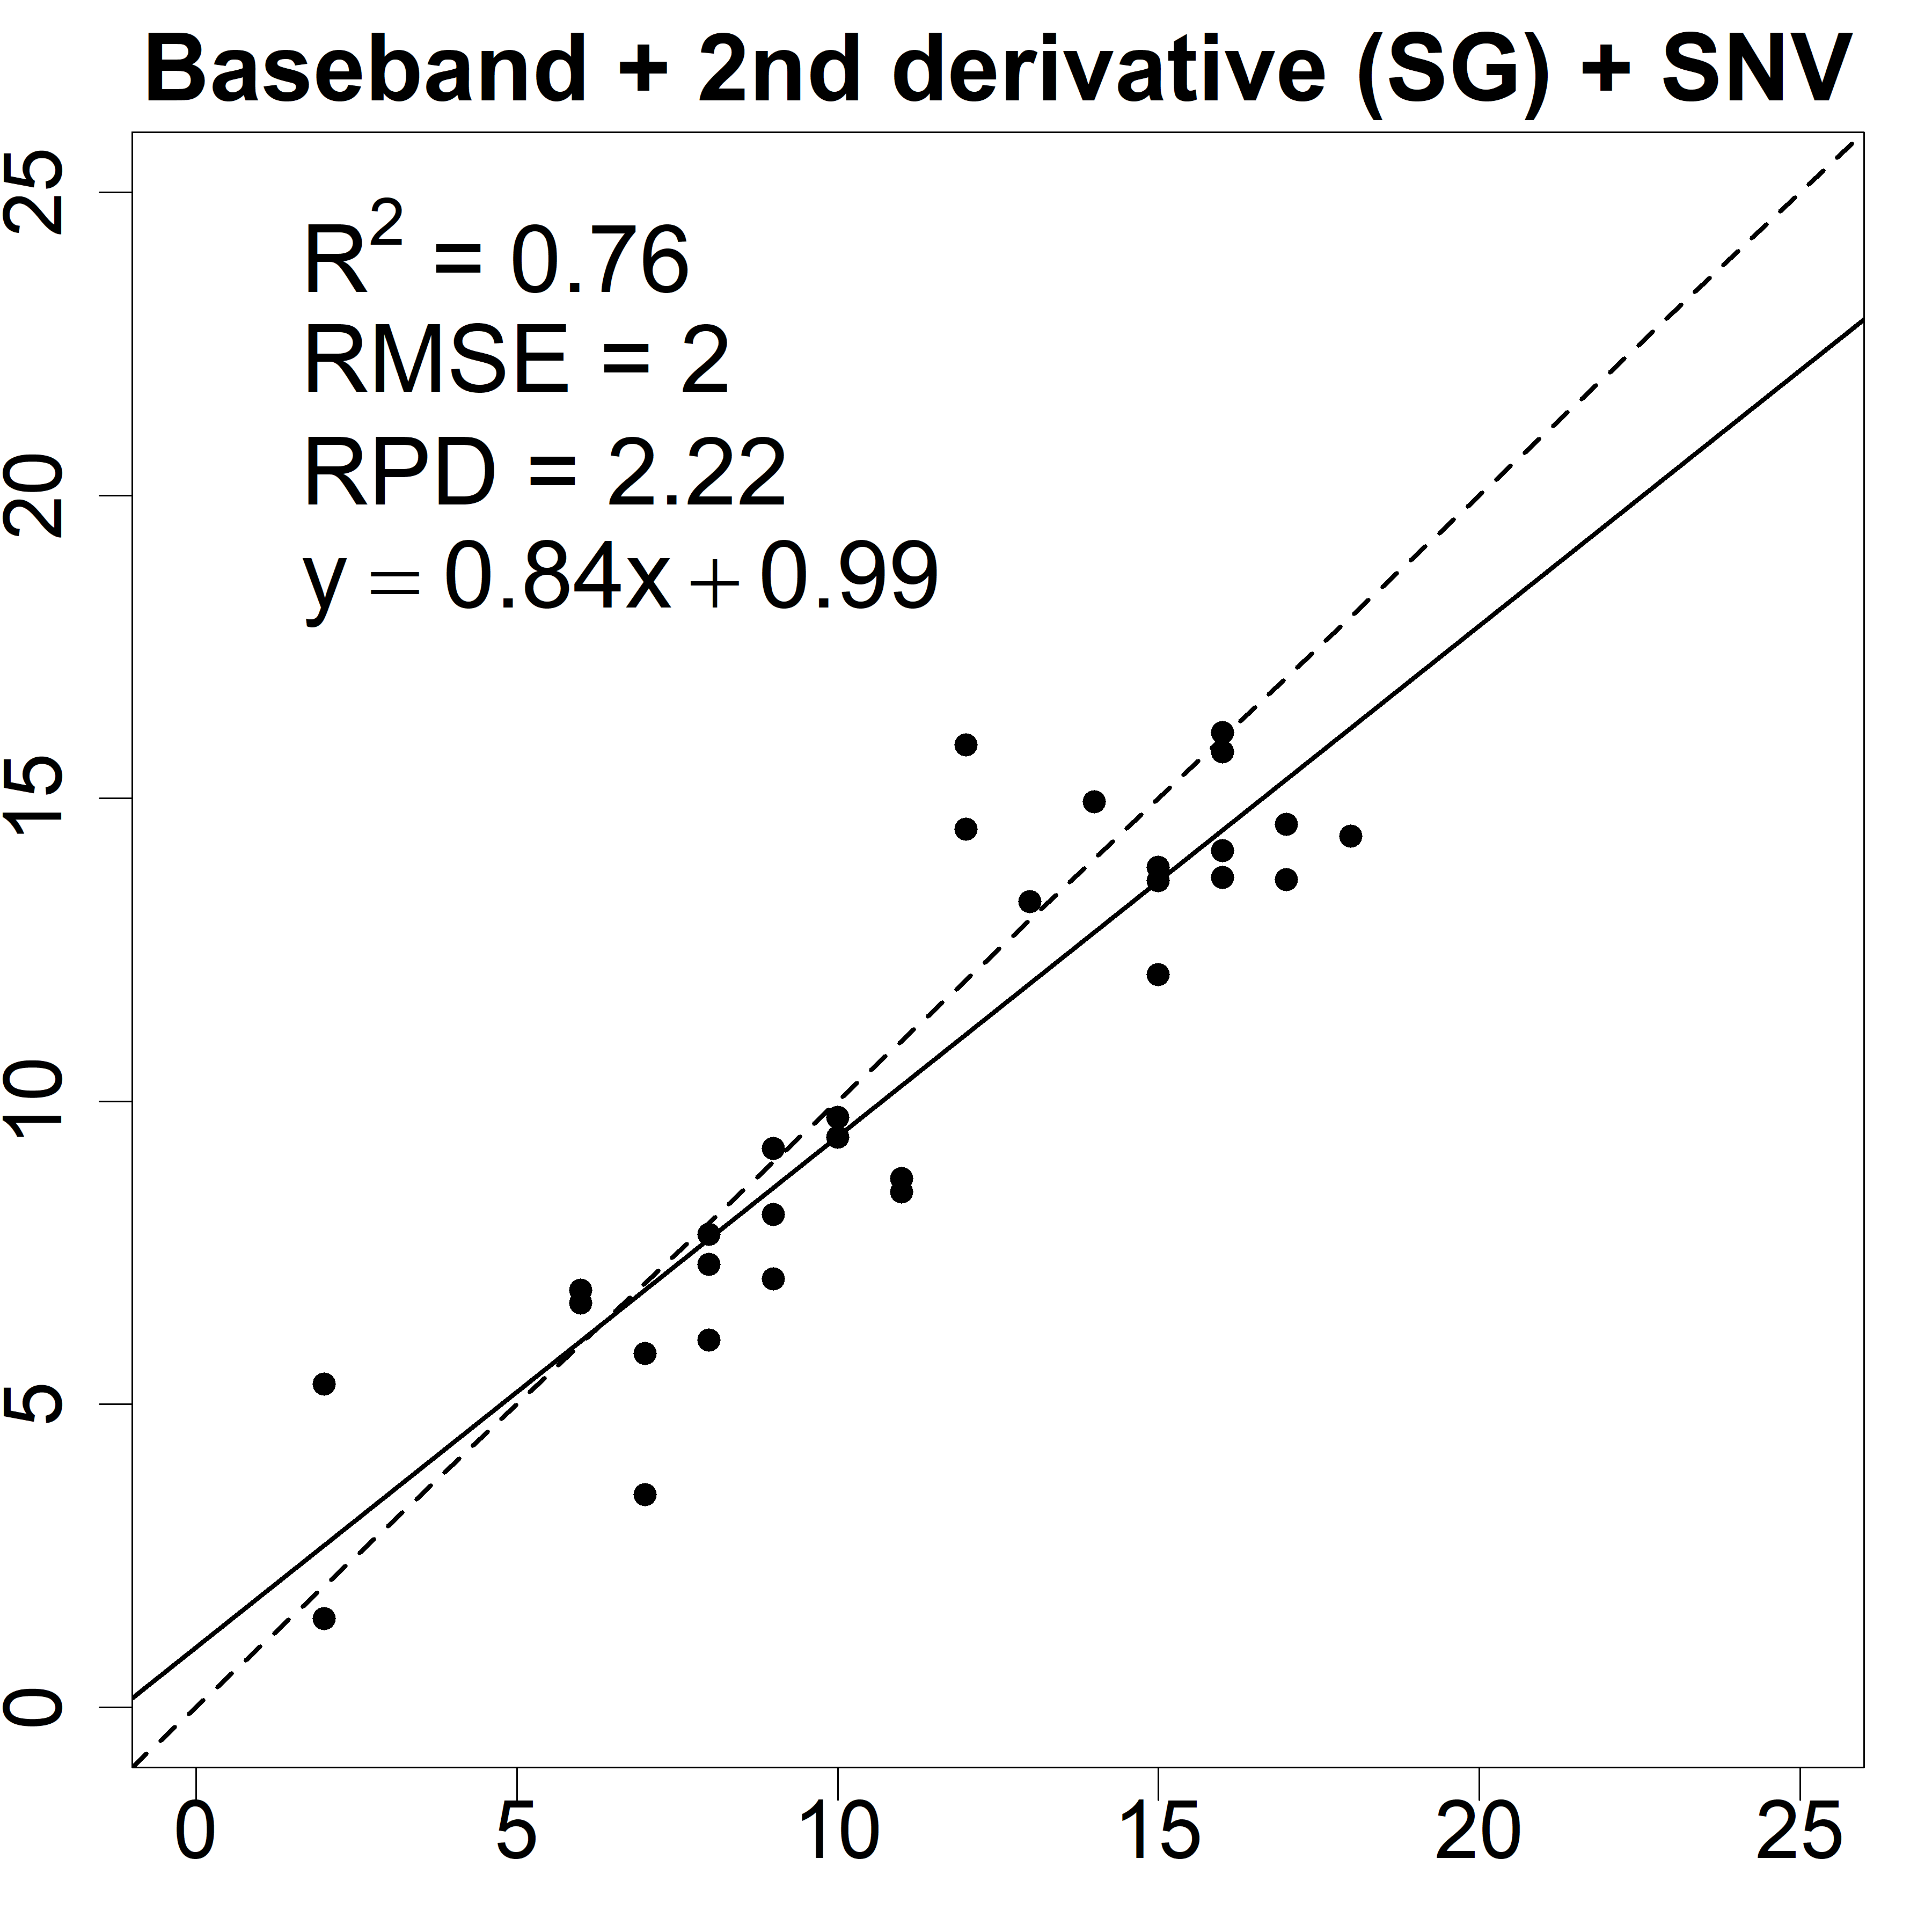 Baseband + 2nd derivative (SG) + SNV
R² = 0.76
RMSE = 2
RPD = 2.22
y = 0.84x + 0.99
25
20
15
10
5
0
0 5 10 15 20 25